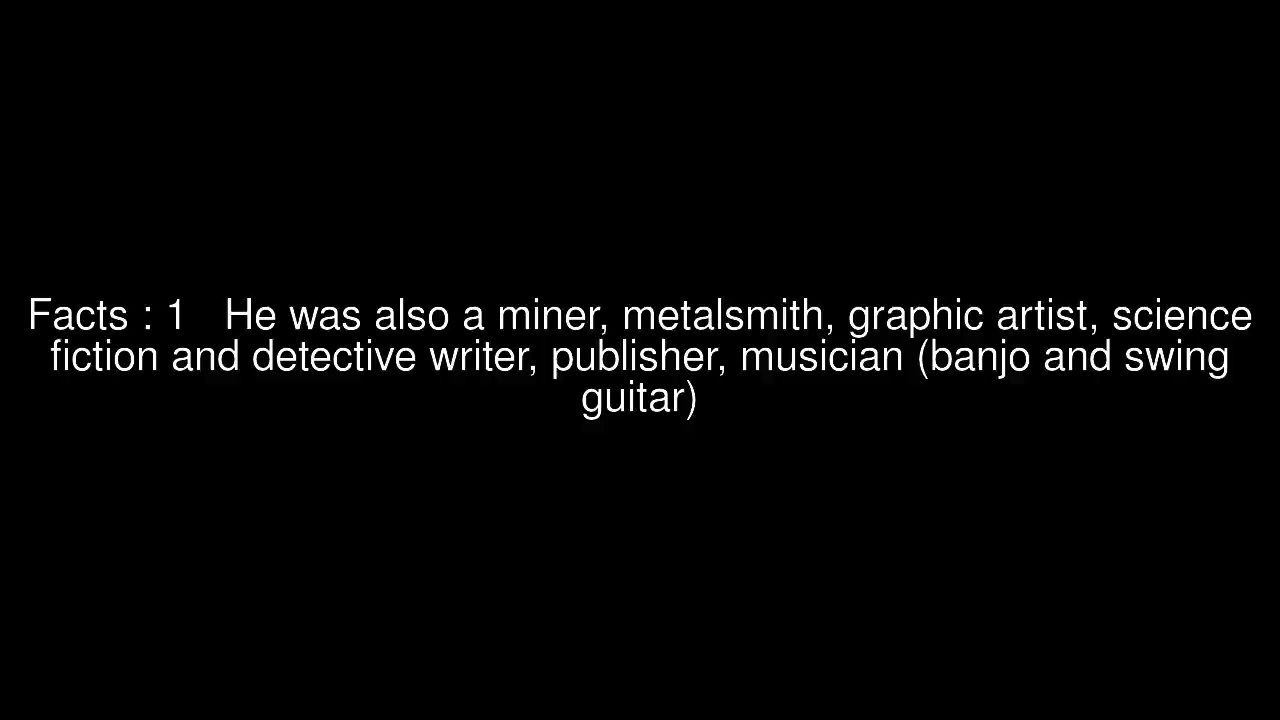 Facts : 1   He was also a miner, metalsmith, graphic artist, science
fiction and detective writer, publisher, musician (banjo and swing
guitar)